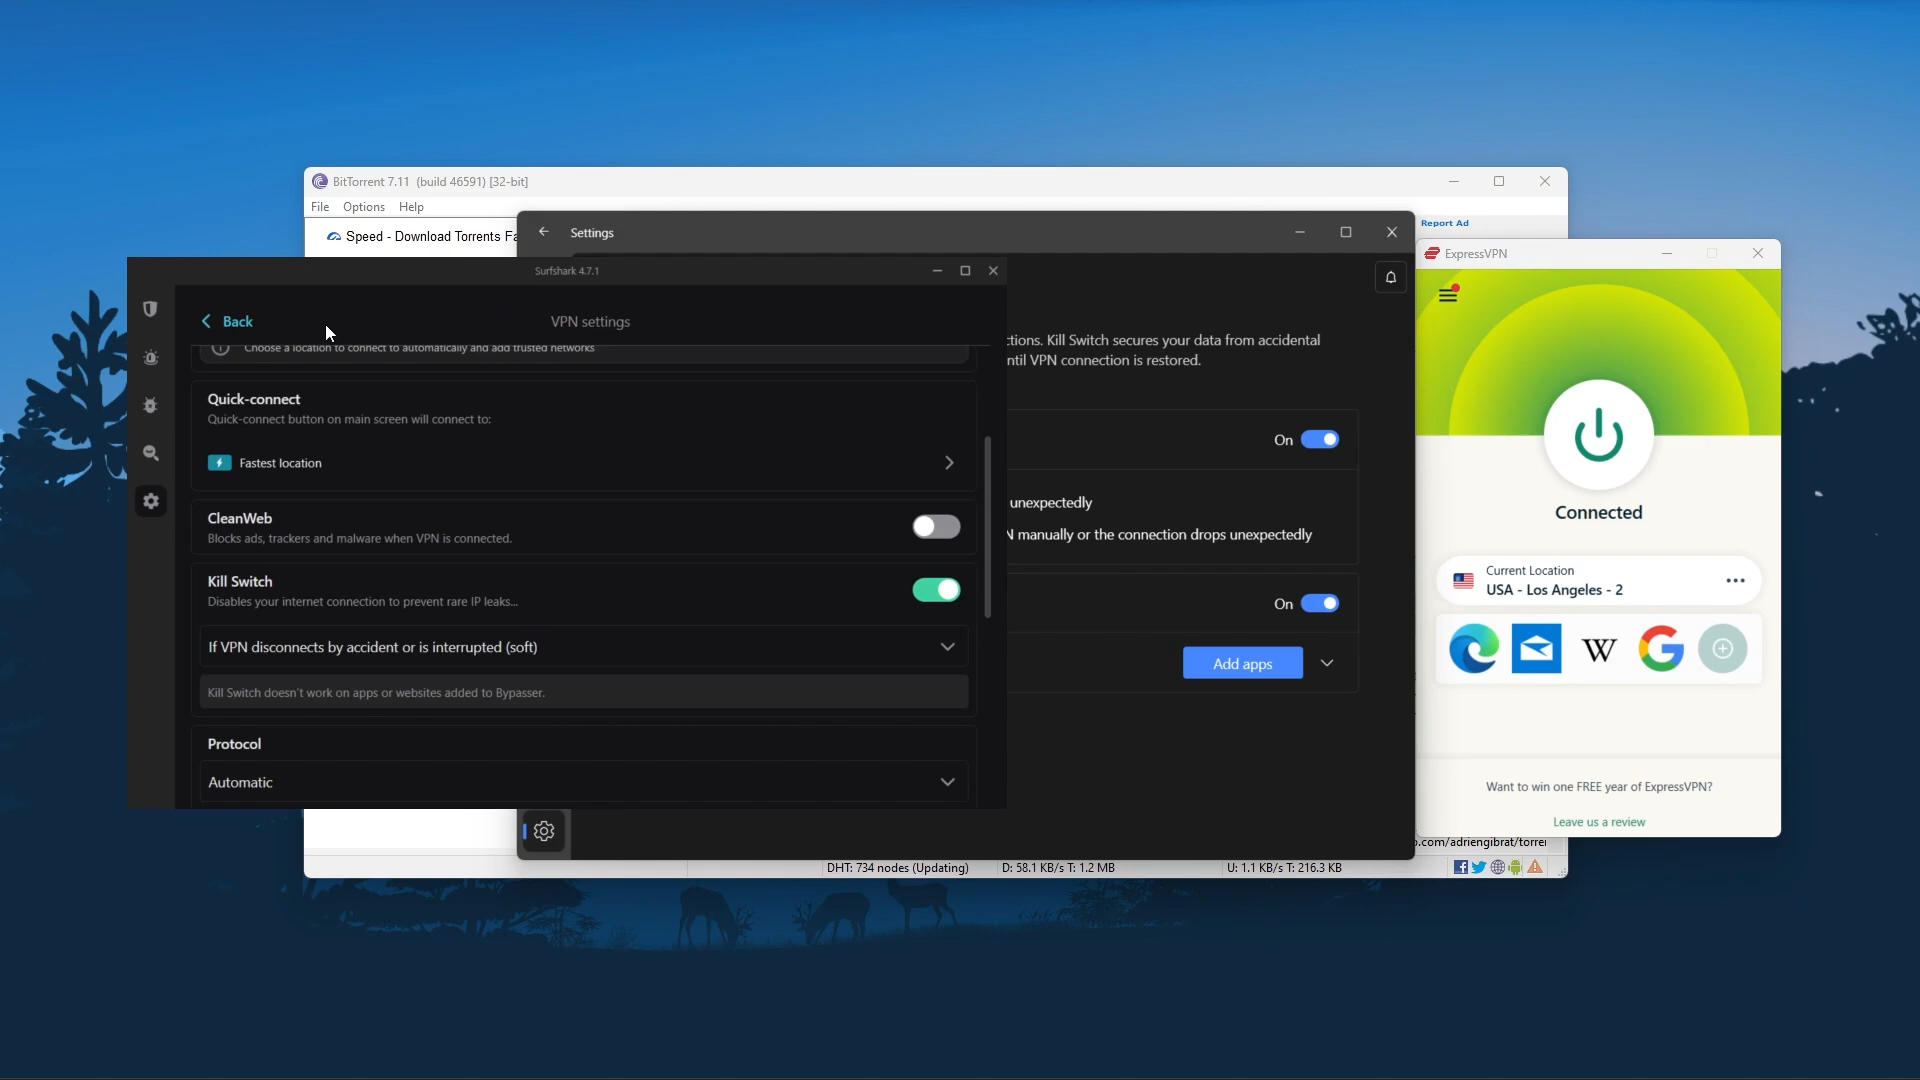 BitTorrent 7.11 (build 46591) [32-bit]
File Options Help
Speed - Download Torrents Fa
Report Ad
Settings
ctions. Kill Switch secures your data from accidental
ntil VPN connection is restored.
On
unexpectedly
N manually or the connection drops unexpectedly
On
Add apps
Surfshark 4.7.1
Back
VPN settings
Choose a location to connect to automatically and add trusted networks
Quick-connect
Quick-connect button on main screen will connect to:
Fastest location
CleanWeb
Blocks ads, trackers and malware when VPN is connected.
Kill Switch
Disables your internet connection to prevent rare IP leaks...
If VPN disconnects by accident or is interrupted (soft)
Kill Switch doesn't work on apps or websites added to Bypasser.
Protocol
Automatic
ExpressVPN
Connected
Current Location
USA - Los Angeles - 2
W
G
Want to win one FREE year of ExpressVPN?
Leave us a review
.com/adriengibrat/torre
DHT: 734 nodes (Updating) D: 58.1 KB/s T: 1.2 MB U: 1.1 KB/s T: 216.3 KB